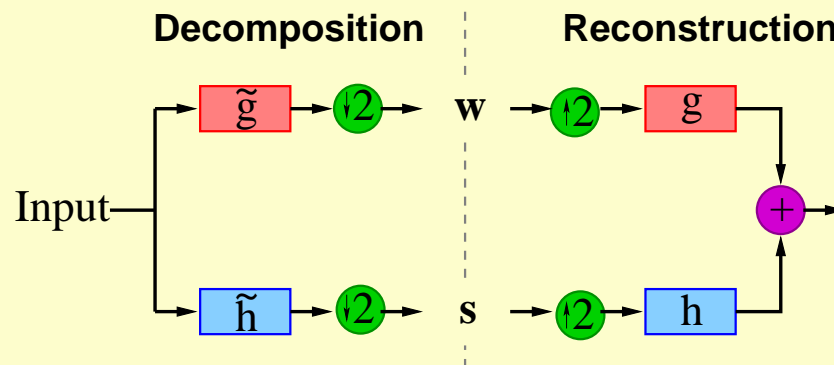 Decomposition Reconstruction
g̃ ↓2 w ↑2 g
Input +
h̃ ↓2 s ↑2 h